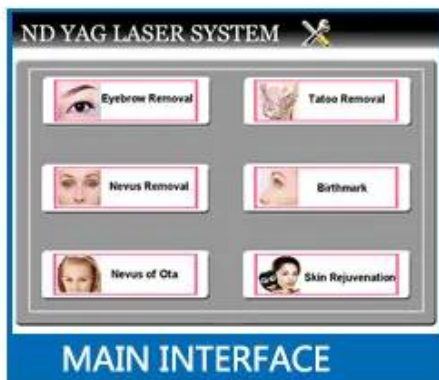 ND YAG LASER SYSTEM
Eyebrow Removal
Tatoo Removal
Nevus Removal
Birthmark
Nevus of Ota
Skin Rejuvenation
MAIN INTERFACE